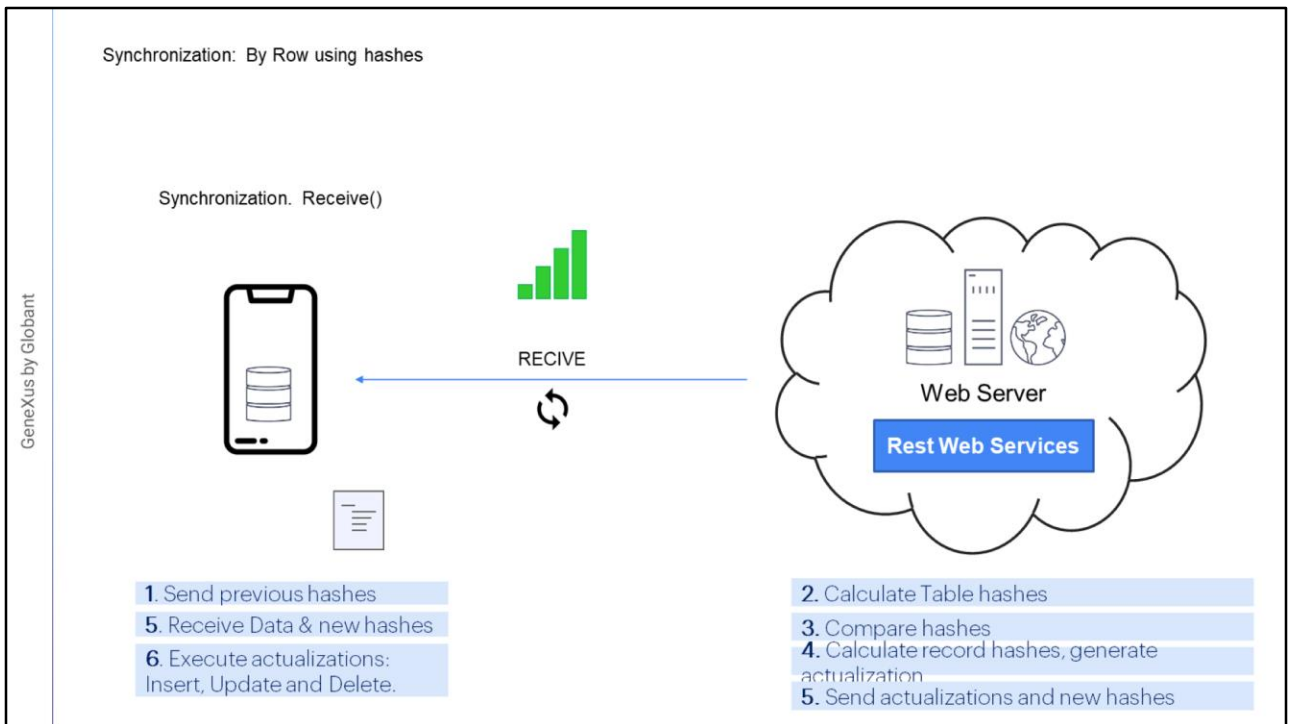 Synchronization: By Row using hashes
Synchronization. Receive()
GeneXus by Globant
RECIVE
Web Server
Rest Web Services
1. Send previous hashes
5. Receive Data & new hashes
6. Execute actualizations:
Insert, Update and Delete.
2. Calculate Table hashes
3. Compare hashes
4. Calculate record hashes, generate
actualization
5. Send actualizations and new hashes